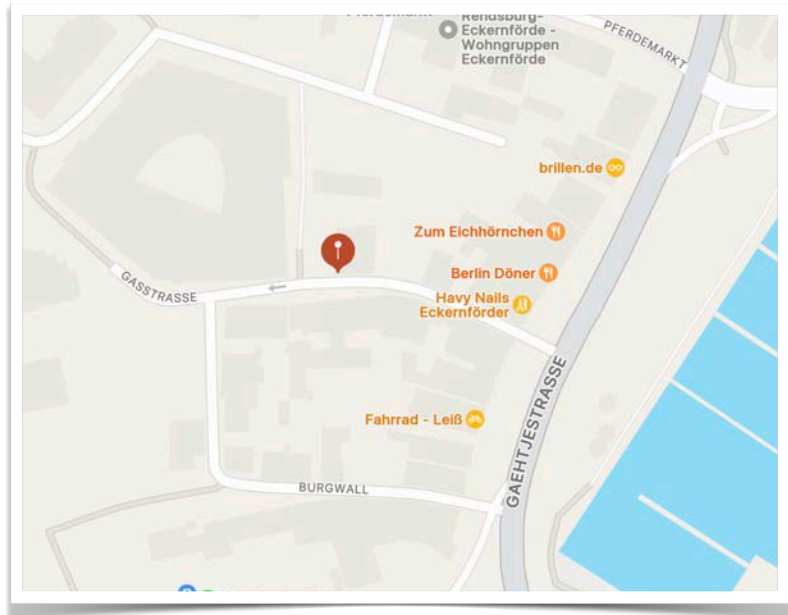 Pferdemarkt
Rendsburg-
Eckernförde -
Wohngruppen
Eckernförde
PFERDEMARKT
brillen.de
Zum Eichhörnchen
Berlin Döner
Havy Nails
Eckernförder
GASSTRASSE
GAEHTJESTRASSE
Fahrrad - Leiß
BURGWALL